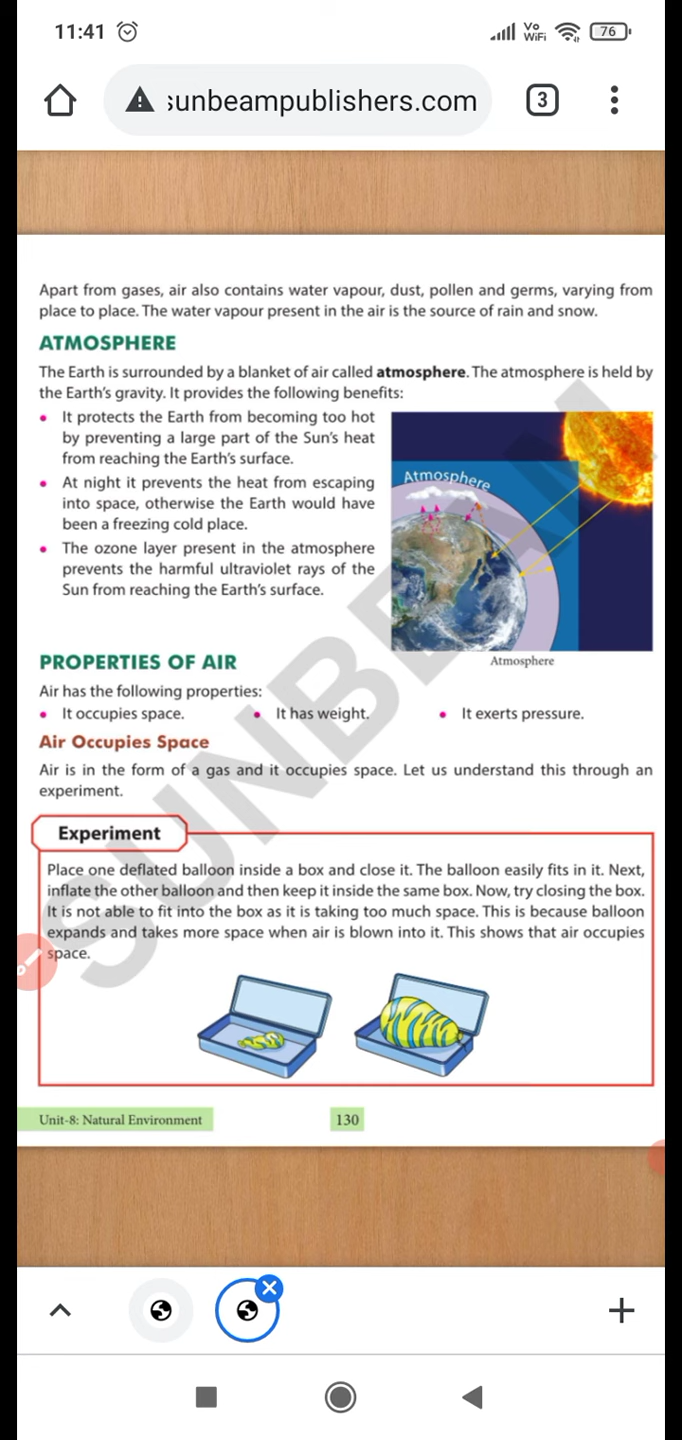 11:41
Vo
WiFi
76
sunbeampublishers.com
3
Apart from gases, air also contains water vapour, dust, pollen and germs, varying from
place to place. The water vapour present in the air is the source of rain and snow.
ATMOSPHERE
The Earth is surrounded by a blanket of air called atmosphere. The atmosphere is held by
the Earth's gravity. It provides the following benefits:
• It protects the Earth from becoming too hot
by preventing a large part of the Sun's heat
from reaching the Earth's surface.
• At night it prevents the heat from escaping
into space, otherwise the Earth would have
been a freezing cold place.
• The ozone layer present in the atmosphere
prevents the harmful ultraviolet rays of the
Sun from reaching the Earth's surface.
Atmosphere
Atmosphere
PROPERTIES OF AIR
Air has the following properties:
• It occupies space. • It has weight. • It exerts pressure.
Air Occupies Space
Air is in the form of a gas and it occupies space. Let us understand this through an
experiment.
Experiment
Place one deflated balloon inside a box and close it. The balloon easily fits in it. Next,
inflate the other balloon and then keep it inside the same box. Now, try closing the box.
It is not able to fit into the box as it is taking too much space. This is because balloon
expands and takes more space when air is blown into it. This shows that air occupies
space.
Unit-8: Natural Environment 130
SUNBEAM